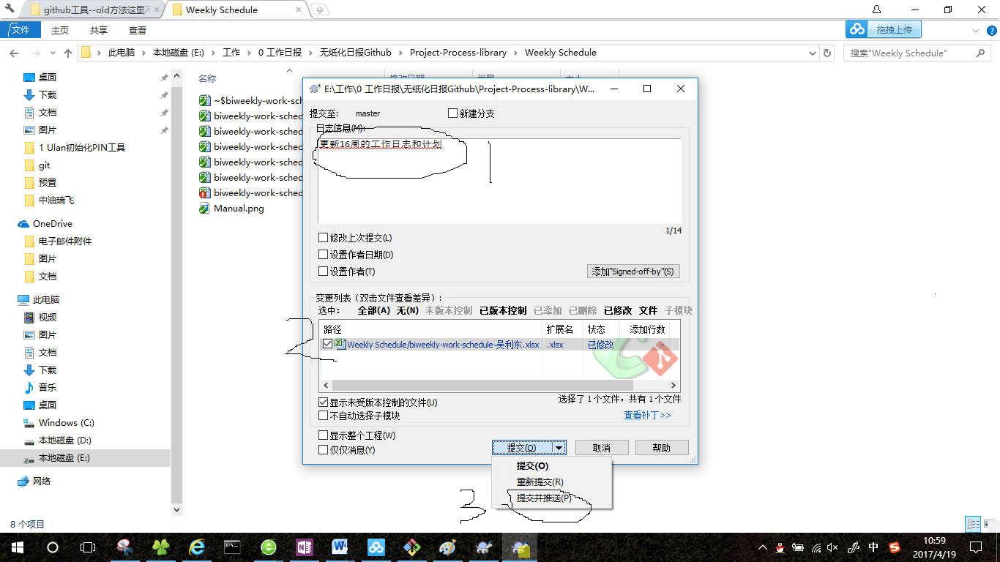 github工具--old方法这里不
Weekly Schedule
文件
主页
共享
查看
拖拽上传
此电脑
本地磁盘 (E:)
工作
0 工作日报
无纸化日报Github
Project-Process-library
Weekly Schedule
搜索"Weekly Schedule"
桌面
下载
文档
图片
1 Ulan初始化PIN工具
git
预置
中油瑞飞
OneDrive
电子邮件附件
图片
文档
此电脑
视频
图片
文档
下载
音乐
桌面
Windows (C:)
本地磁盘 (D:)
本地磁盘 (E:)
网络
8 个项目
名称
修改日期
类型
大小
~$biweekly-work-sch
biweekly-work-sched
biweekly-work-sched
biweekly-work-sched
biweekly-work-sched
biweekly-work-sched
biweekly-work-sched
Manual.png
E:\工作\0 工作日报\无纸化日报Github\Project-Process-library\W...
提交至:
master
新建分支
日志信息(M):
更新16周的工作日志和计划
1
1/14
修改上次提交(L)
设置作者日期(D)
设置作者(T)
添加"Signed-off-by"(S)
变更列表（双击文件查看差异）:
选中: 全部(A) 无(N) 未版本控制 已版本控制 已添加 已删除 已修改 文件 子模块
2
路径 扩展名 状态 添加行数
Weekly Schedule/biweekly-work-schedule-吴利东.xlsx .xlsx 已修改 -
显示未受版本控制的文件(U)
选择了 1 个文件，共有 1 个文件
不自动选择子模块
查看补丁>>
显示整个工程(W)
仅仅消息(Y)
提交(O)
取消
帮助
提交(O)
重新提交(R)
提交并推送(P)
3
中
10:59
2017/4/19